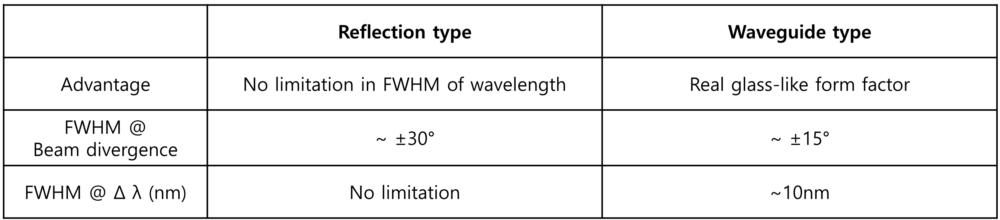 Reflection type
Waveguide type
Advantage
No limitation in FWHM of wavelength
Real glass-like form factor
FWHM @
Beam divergence
~ ±30°
~ ±15°
FWHM @ Δ λ (nm)
No limitation
~10nm